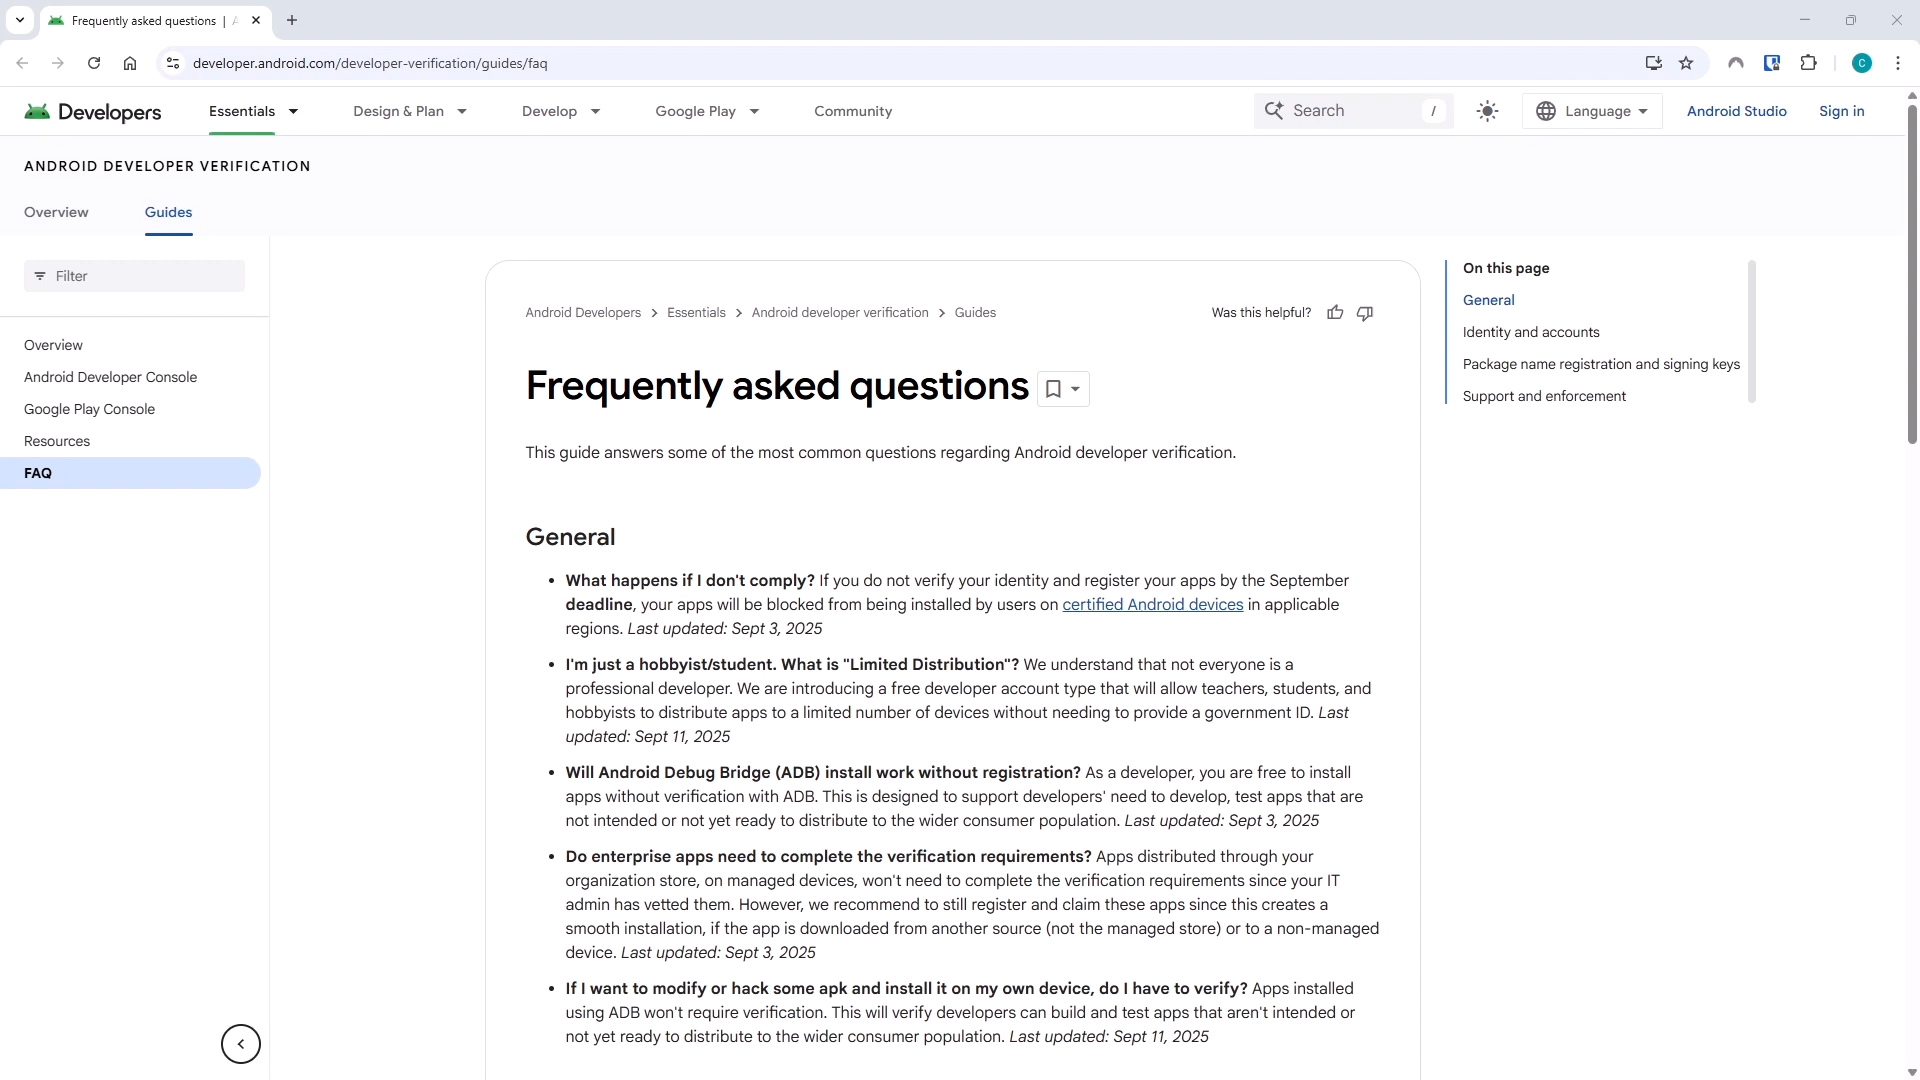 Frequently asked questions | A
developer.android.com/developer-verification/guides/faq
C
Developers
Essentials
Design & Plan
Develop
Google Play
Community
Search
/
Language
Android Studio
Sign in
ANDROID DEVELOPER VERIFICATION
Overview
Guides
Filter
Overview
Android Developer Console
Google Play Console
Resources
FAQ
Android Developers > Essentials > Android developer verification > Guides
Was this helpful?
Frequently asked questions
This guide answers some of the most common questions regarding Android developer verification.
General
• What happens if I don't comply? If you do not verify your identity and register your apps by the September
deadline, your apps will be blocked from being installed by users on certified Android devices in applicable
regions. Last updated: Sept 3, 2025
• I'm just a hobbyist/student. What is "Limited Distribution"? We understand that not everyone is a
professional developer. We are introducing a free developer account type that will allow teachers, students, and
hobbyists to distribute apps to a limited number of devices without needing to provide a government ID. Last
updated: Sept 11, 2025
• Will Android Debug Bridge (ADB) install work without registration? As a developer, you are free to install
apps without verification with ADB. This is designed to support developers' need to develop, test apps that are
not intended or not yet ready to distribute to the wider consumer population. Last updated: Sept 3, 2025
• Do enterprise apps need to complete the verification requirements? Apps distributed through your
organization store, on managed devices, won't need to complete the verification requirements since your IT
admin has vetted them. However, we recommend to still register and claim these apps since this creates a
smooth installation, if the app is downloaded from another source (not the managed store) or to a non-managed
device. Last updated: Sept 3, 2025
• If I want to modify or hack some apk and install it on my own device, do I have to verify? Apps installed
using ADB won't require verification. This will verify developers can build and test apps that aren't intended or
not yet ready to distribute to the wider consumer population. Last updated: Sept 11, 2025
On this page
General
Identity and accounts
Package name registration and signing keys
Support and enforcement